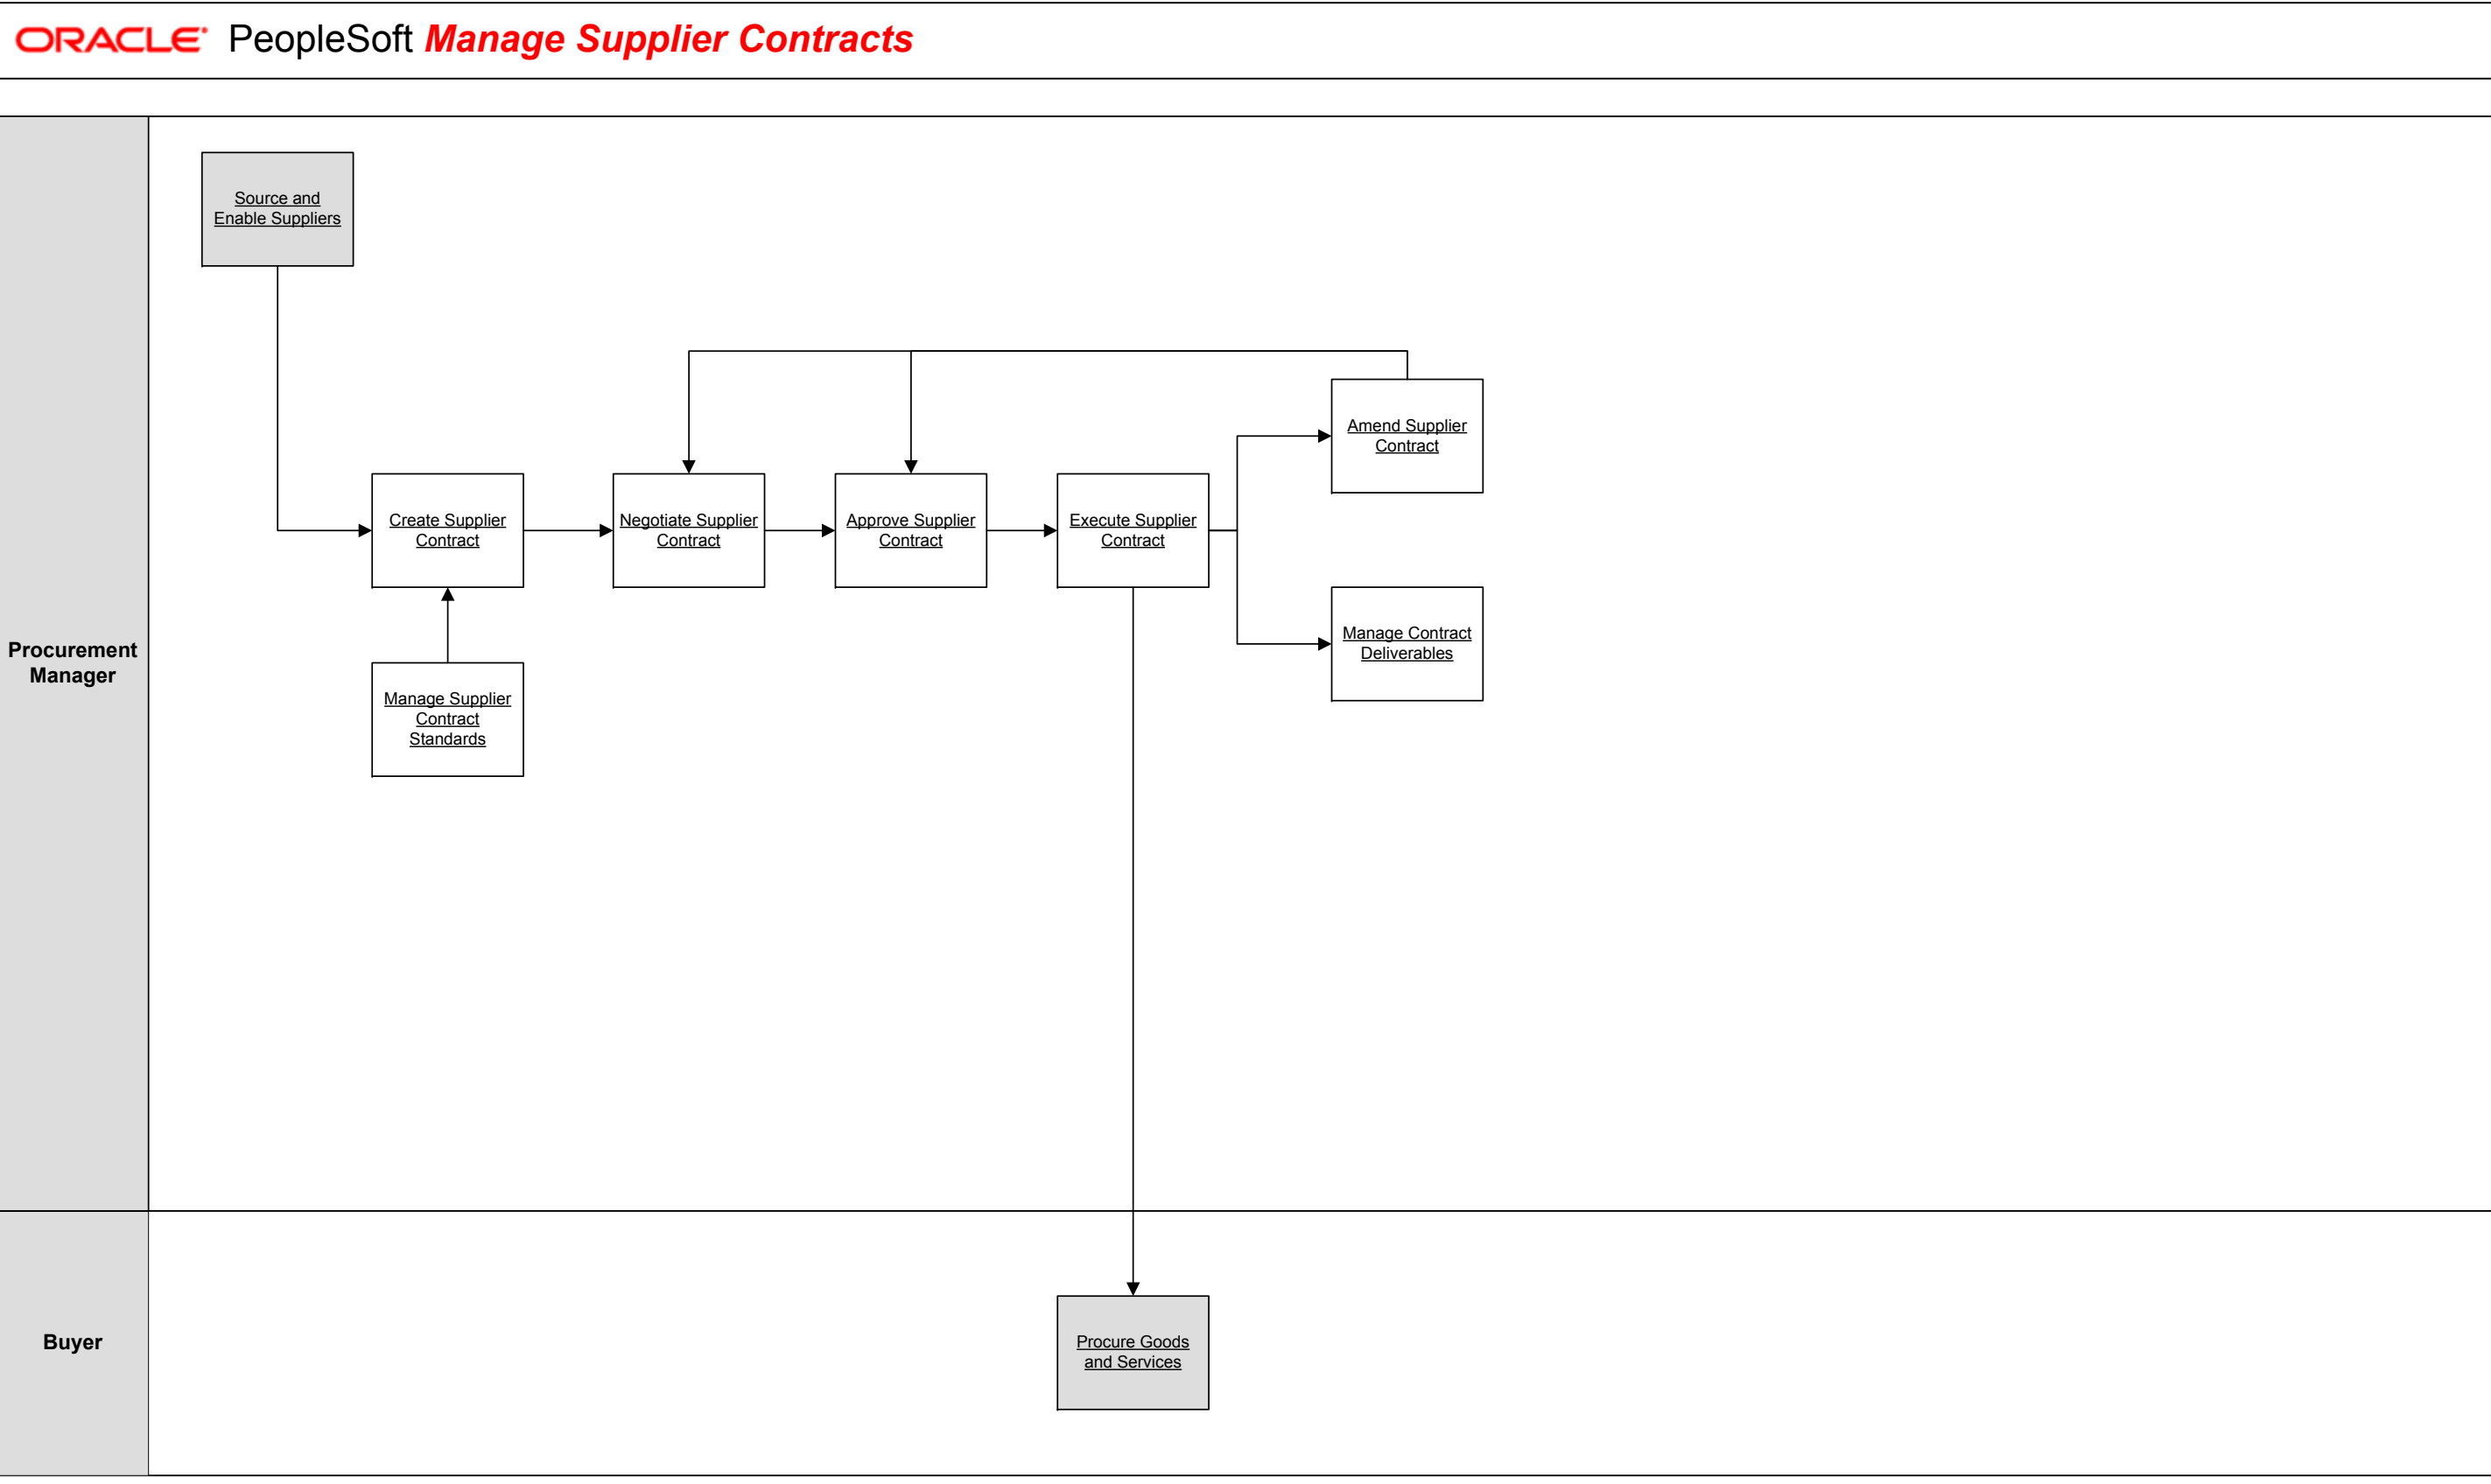 ORACLE PeopleSoft Manage Supplier Contracts
Source and
Enable Suppliers
Amend Supplier
Contract
Create Supplier
Contract
Negotiate Supplier
Contract
Approve Supplier
Contract
Execute Supplier
Contract
Manage Contract
Deliverables
Procurement
Manager
Manage Supplier
Contract
Standards
Buyer
Procure Goods
and Services